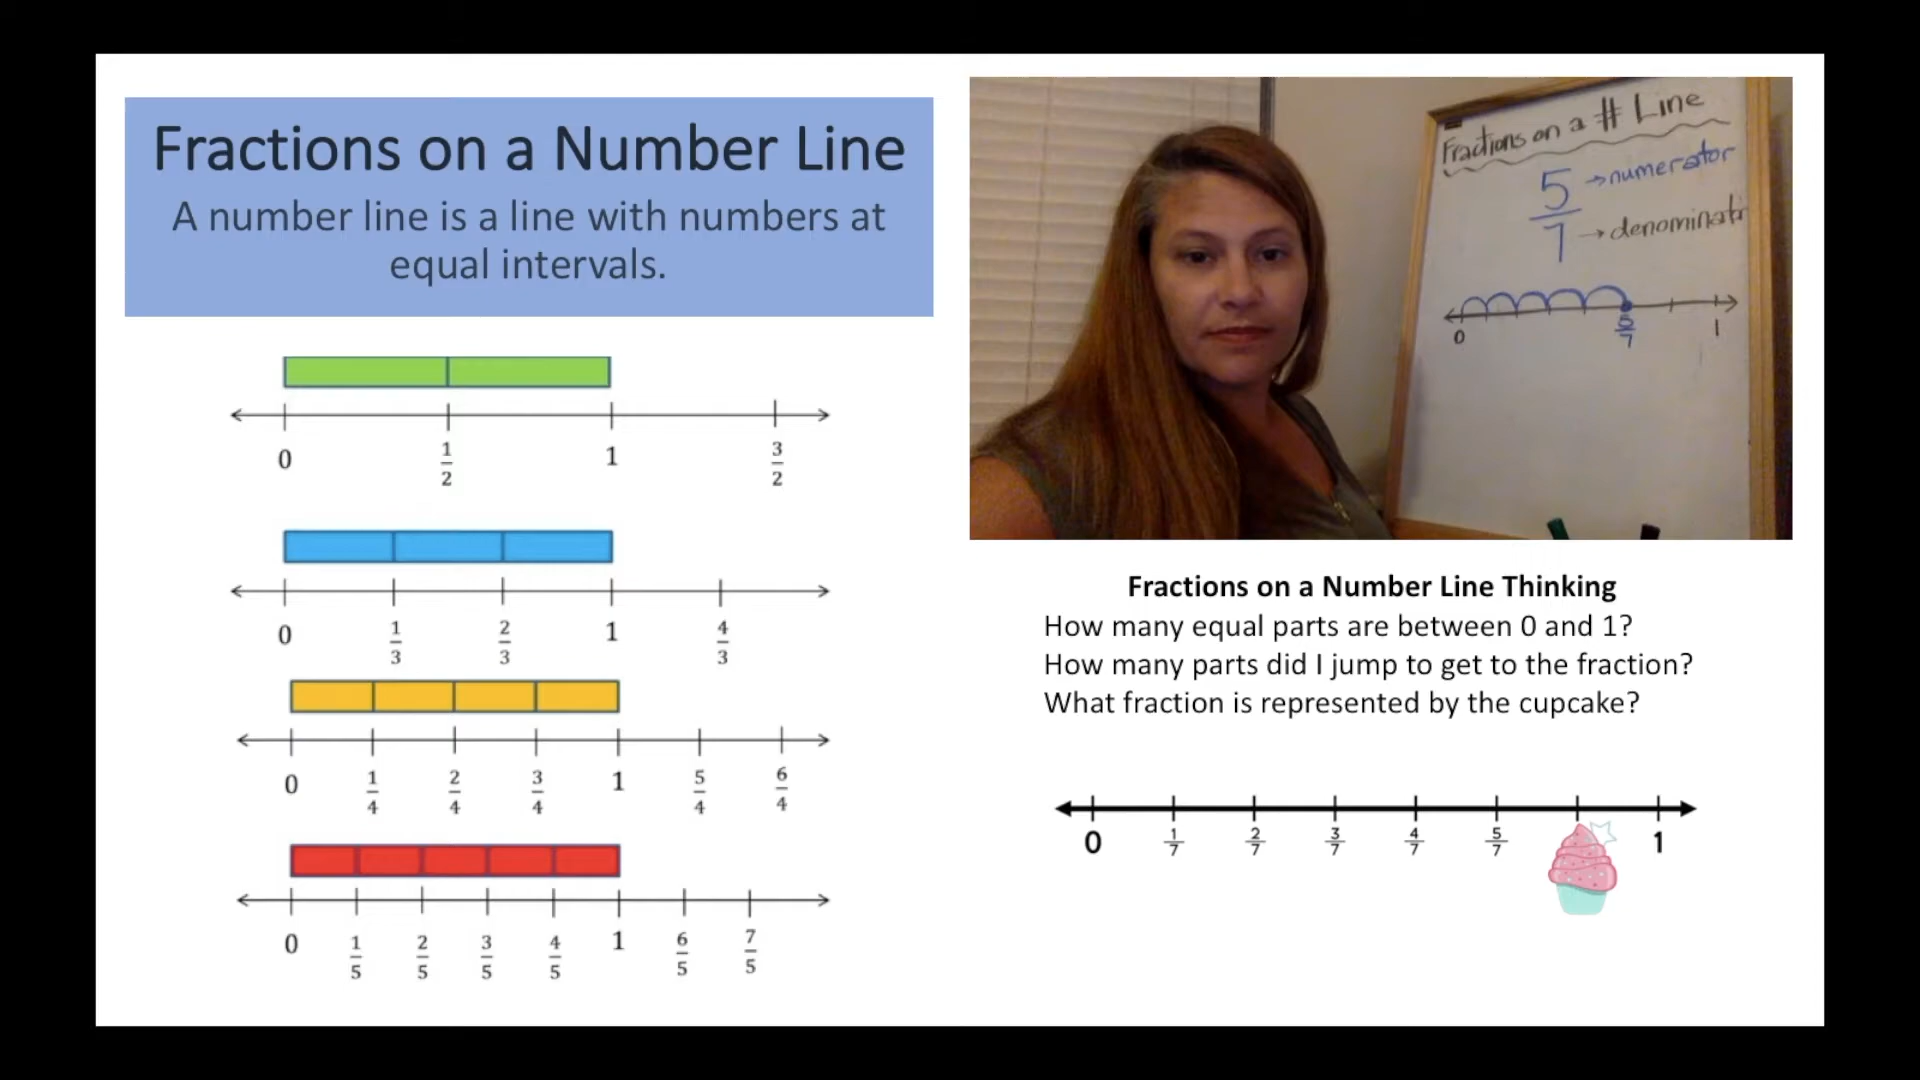 Fractions on a Number Line
A number line is a line with numbers at
equal intervals.
0 1/2 1 3/2
0 1/3 2/3 1 4/3
0 1/4 2/4 3/4 1 5/4 6/4
0 1/5 2/5 3/5 4/5 1 6/5 7/5
Fractions on a # Line
5 → numerator
7 → denominat
0 5/7 1
Fractions on a Number Line Thinking
How many equal parts are between 0 and 1?
How many parts did I jump to get to the fraction?
What fraction is represented by the cupcake?
0 1/7 2/7 3/7 4/7 5/7 1